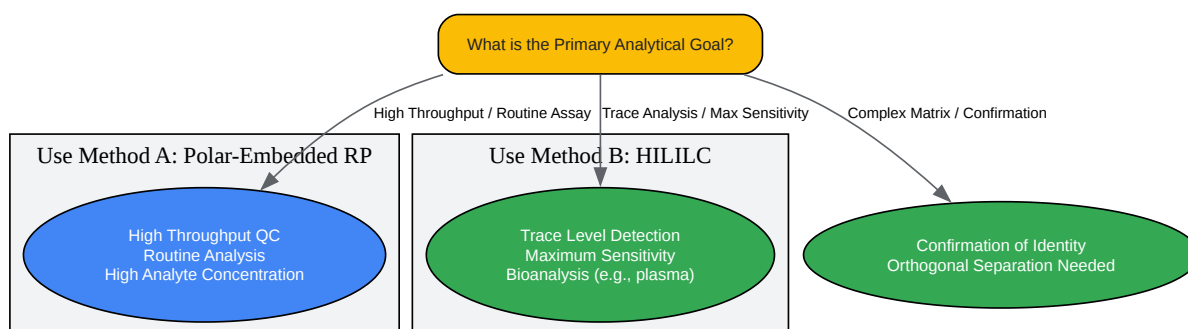 What is the Primary Analytical Goal?
High Throughput / Routine Assay
Trace Analysis / Max Sensitivity
Complex Matrix / Confirmation
Use Method A: Polar-Embedded RP
High Throughput QC
Routine Analysis
High Analyte Concentration
Use Method B: HILILC
Trace Level Detection
Maximum Sensitivity
Bioanalysis (e.g., plasma)
Confirmation of Identity
Orthogonal Separation Needed